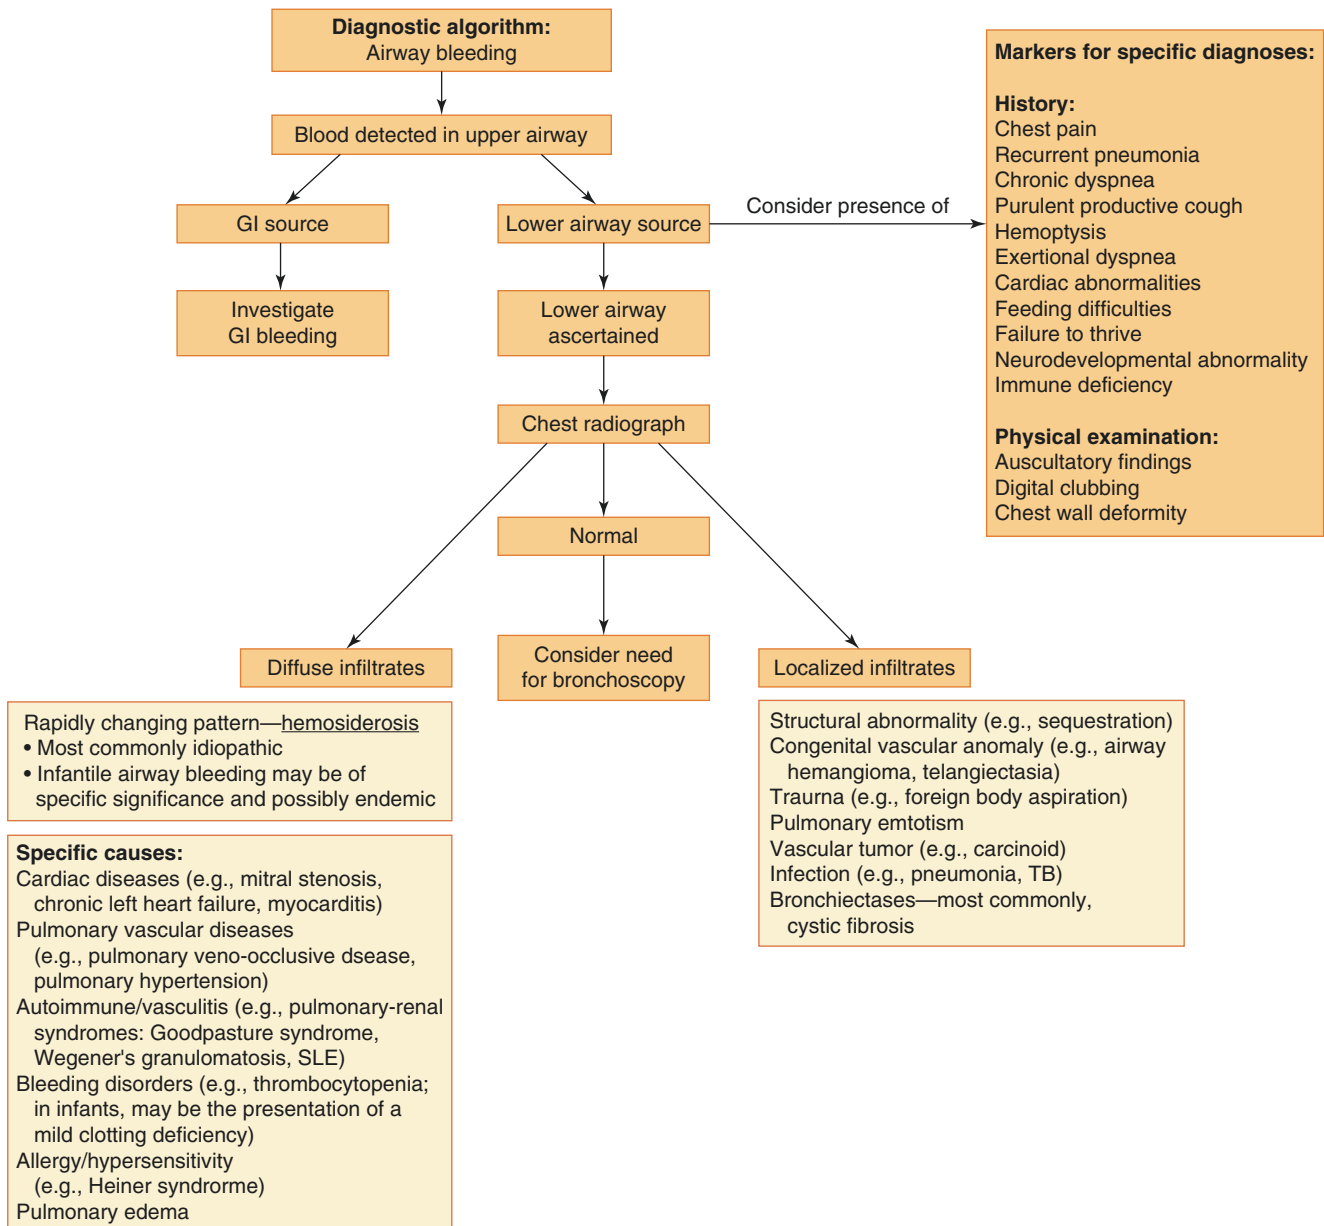 Diagnostic algorithm:
Airway bleeding
Blood detected in upper airway
GI source
Lower airway source
Consider presence of
Investigate
GI bleeding
Lower airway
ascertained
Chest radiograph
Normal
Consider need
for bronchoscopy
Markers for specific diagnoses:
History:
Chest pain
Recurrent pneumonia
Chronic dyspnea
Purulent productive cough
Hemoptysis
Exertional dyspnea
Cardiac abnormalities
Feeding difficulties
Failure to thrive
Neurodevelopmental abnormality
Immune deficiency
Physical examination:
Auscultatory findings
Digital clubbing
Chest wall deformity
Diffuse infiltrates
Rapidly changing pattern—hemosiderosis
• Most commonly idiopathic
• Infantile airway bleeding may be of
specific significance and possibly endemic
Specific causes:
Cardiac diseases (e.g., mitral stenosis,
chronic left heart failure, myocarditis)
Pulmonary vascular diseases
(e.g., pulmonary veno-occlusive dsease,
pulmonary hypertension)
Autoimmune/vasculitis (e.g., pulmonary-renal
syndromes: Goodpasture syndrome,
Wegener's granulomatosis, SLE)
Bleeding disorders (e.g., thrombocytopenia;
in infants, may be the presentation of a
mild clotting deficiency)
Allergy/hypersensitivity
(e.g., Heiner syndrorme)
Pulmonary edema
Localized infiltrates
Structural abnormality (e.g., sequestration)
Congenital vascular anomaly (e.g., airway
hemangioma, telangiectasia)
Traurna (e.g., foreign body aspiration)
Pulmonary emtotism
Vascular tumor (e.g., carcinoid)
Infection (e.g., pneumonia, TB)
Bronchiectases—most commonly,
cystic fibrosis